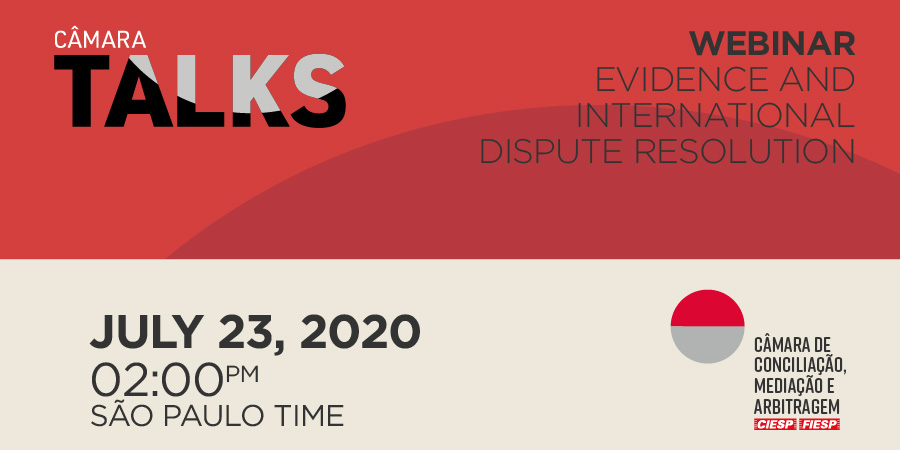 CÂMARA
TALKS
WEBINAR
EVIDENCE AND
INTERNATIONAL
DISPUTE RESOLUTION
JULY 23, 2020
02:00PM
SÃO PAULO TIME
CÂMARA DE
CONCILIAÇÃO,
MEDIAÇÃO E
ARBITRAGEM
CIESP FIESP